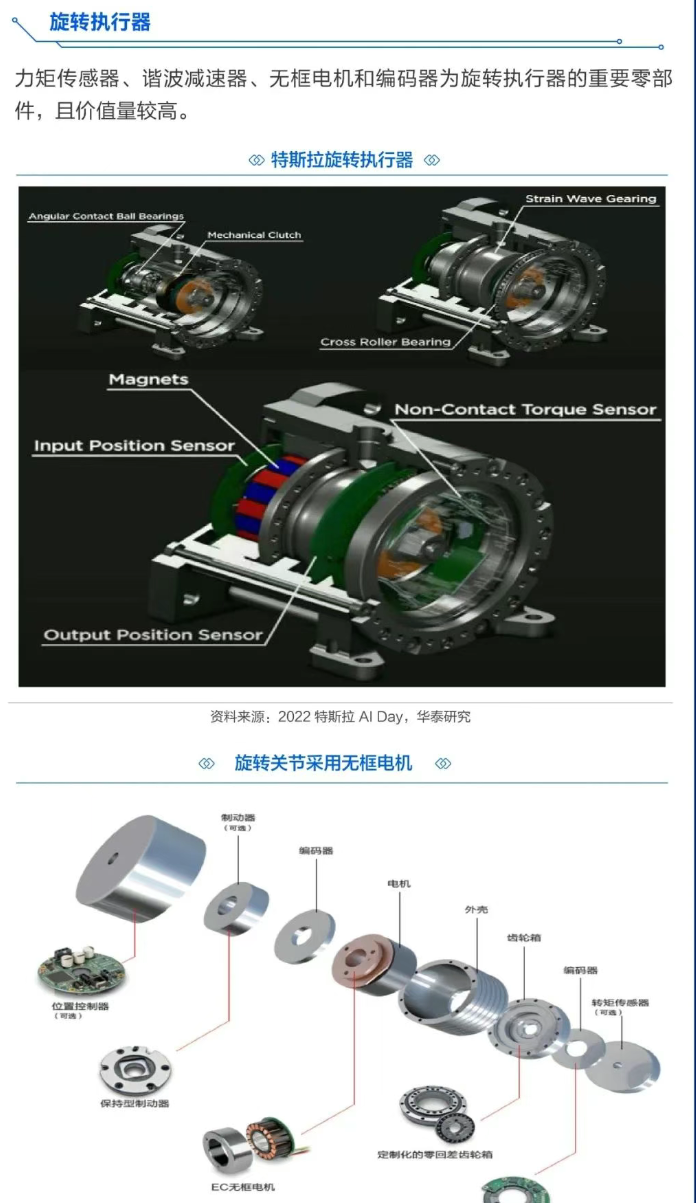 旋转执行器
力矩传感器、谐波减速器、无框电机和编码器为旋转执行器的重要零部
件，且价值量较高。
特斯拉旋转执行器
Strain Wave Gearing
Angular Contact Ball Bearings
Mechanical Clutch
Cross Roller Bearing
Magnets
Non-Contact Torque Sensor
Input Position Sensor
Output Position Sensor
资料来源：2022 特斯拉 AI Day，华泰研究
旋转关节采用无框电机
制动器
（可选）
编码器
电机
外壳
齿轮箱
编码器
转矩传感器
（可选）
位置控制器
（可选）
保持型制动器
定制化的零回差齿轮箱
EC无框电机